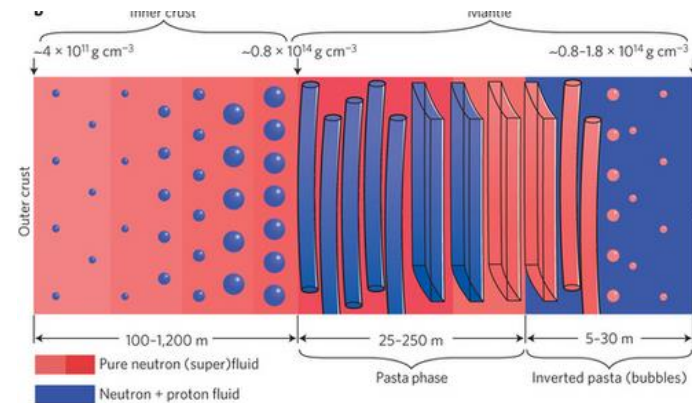 Inner crust
Mantle
~4 × 10¹¹ g cm⁻³
~0.8 × 10¹⁴ g cm⁻³
~0.8–1.8 × 10¹⁴ g cm⁻³
Outer crust
100–1,200 m
25–250 m
5–30 m
Pure neutron (super)fluid
Neutron + proton fluid
Pasta phase
Inverted pasta (bubbles)